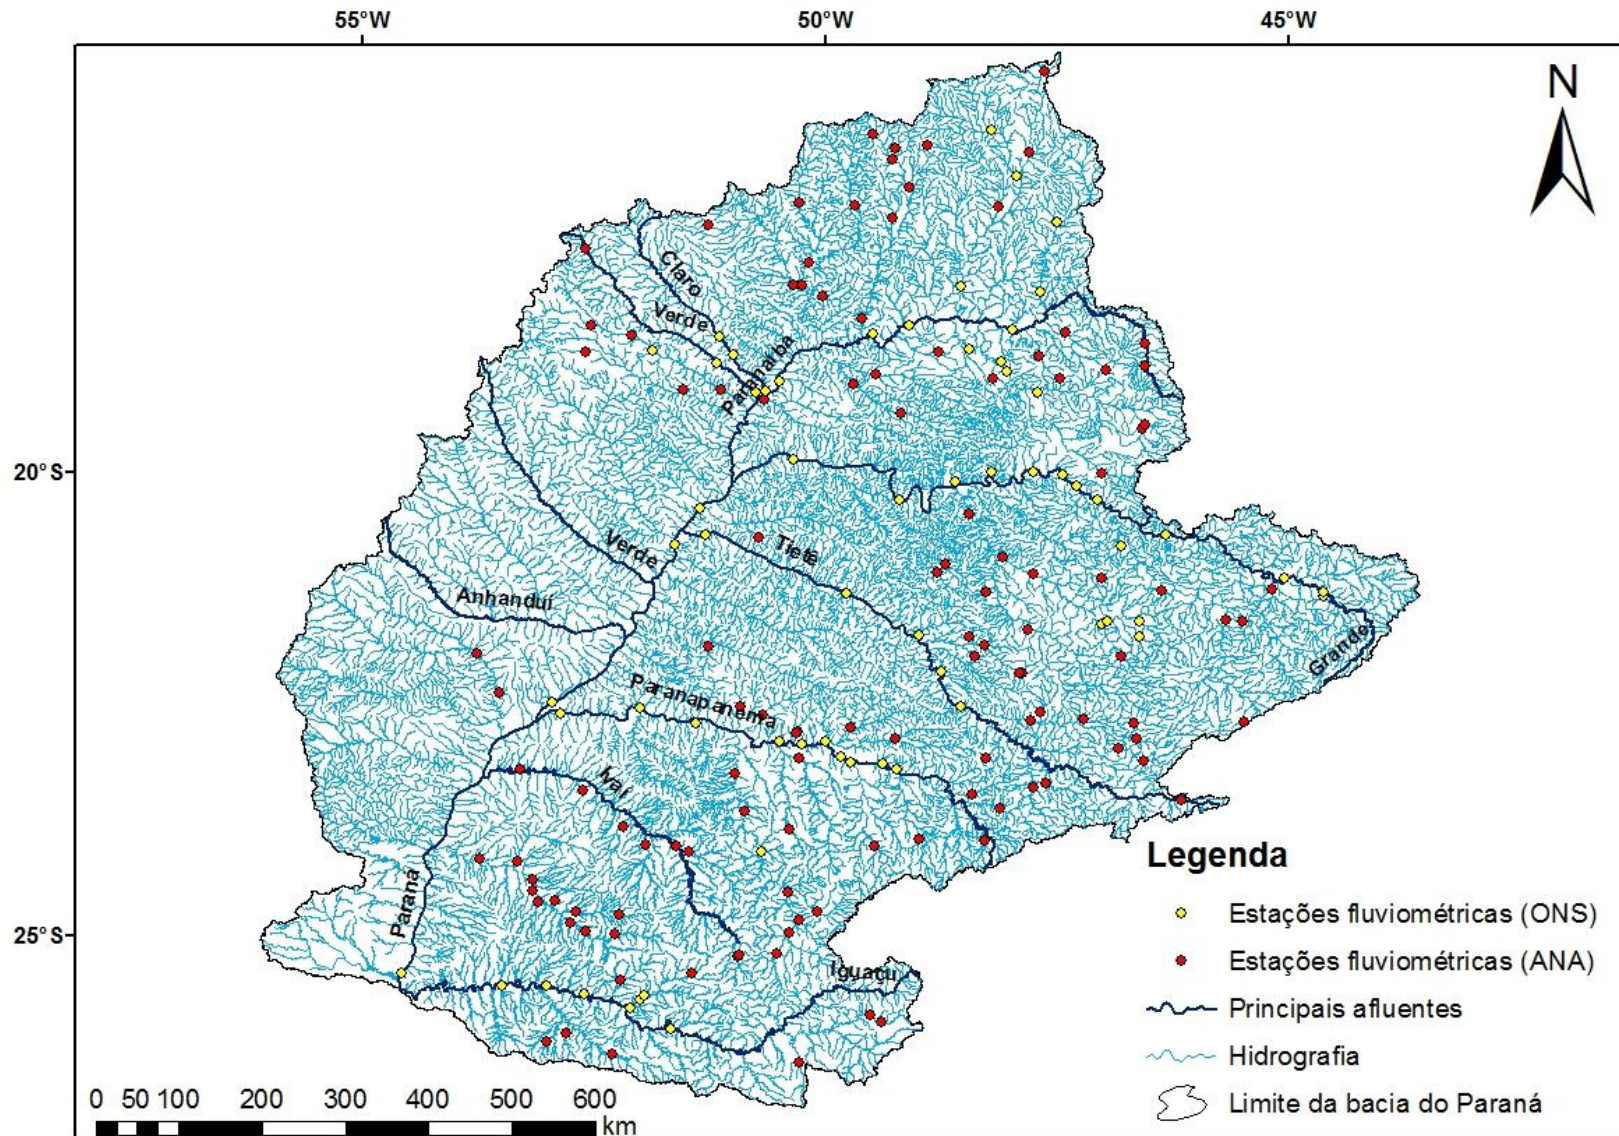 55°W 50°W 45°W
N
Claro
Verde
Paranaíba
20°S
Verde
Tietê
Anhanduí
Grande
Paranapanema
Ivaí
Paraná
25°S
Iguaçu
Legenda
Estações fluviométricas (ONS)
Estações fluviométricas (ANA)
Principais afluentes
Hidrografia
Limite da bacia do Paraná
0 50 100 200 300 400 500 600
km